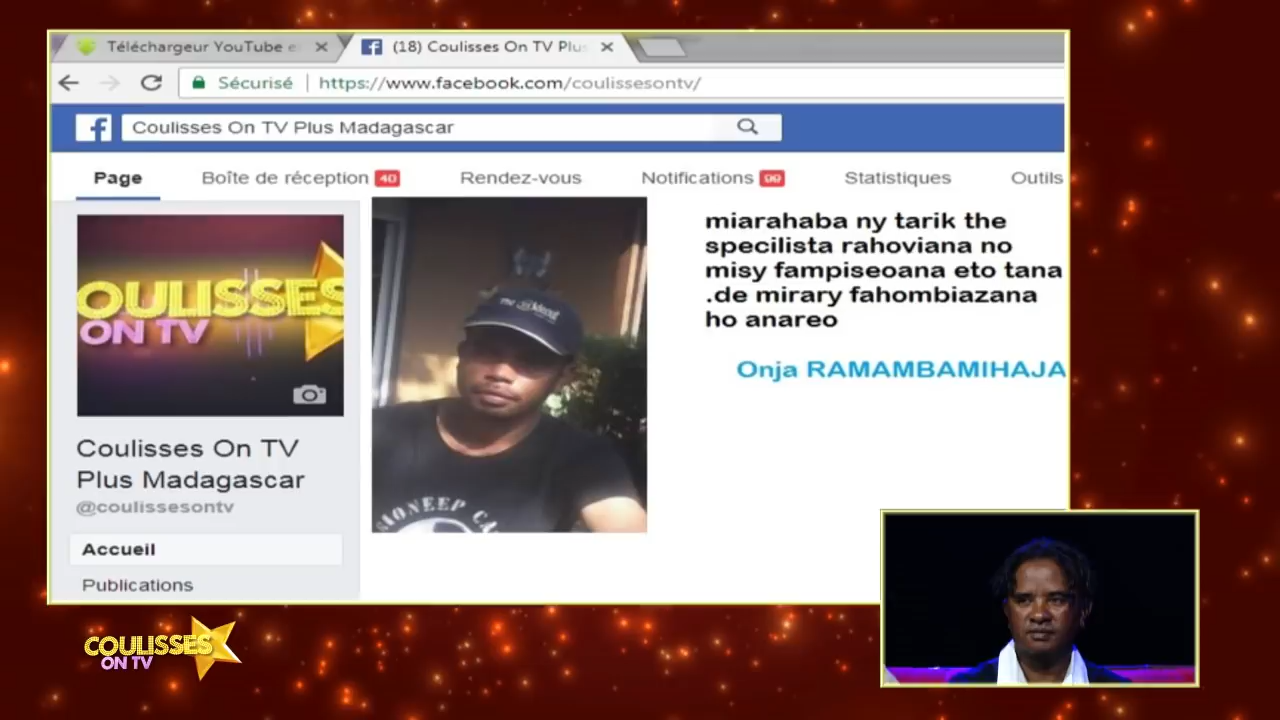 Téléchargeur YouTube e
(18) Coulisses On TV Plus
Sécurisé
https://www.facebook.com/coulissesontv/
Coulisses On TV Plus Madagascar
Page
Boîte de réception 40
Rendez-vous
Notifications 99
Statistiques
Outils
OULISSES
ON TV
miarahaba ny tarik the
specilista rahoviana no
misy fampiseoana eto tana
.de mirary fahombiazana
ho anareo
Onja RAMAMBAMIHAJA
Coulisses On TV
Plus Madagascar
@coulissesontv
Accueil
Publications
COULISSES
ON TV